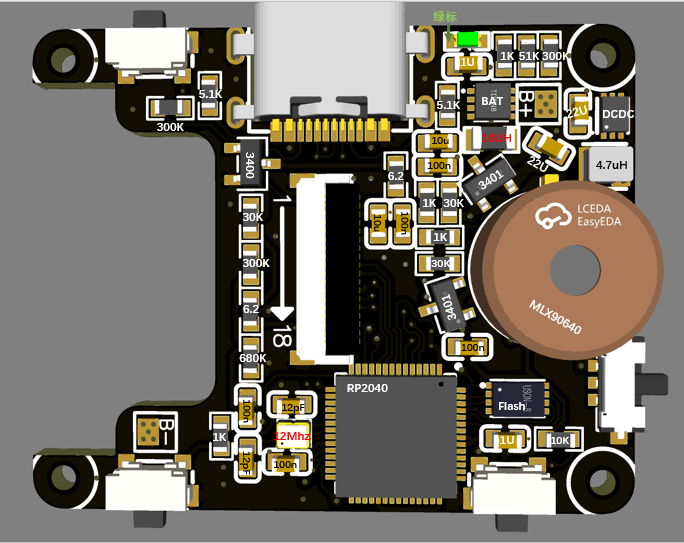 绿标
1U
1K
51K
300K
5.1K
300K
5.1K
BAT
B+
22U
DCDC
10uH
10u
100n
22U
4.7uH
3400
6.2
3401
1K
30K
LCEDA
EasyEDA
1
30K
10u
100n
1K
300K
30K
MLX90640
6.2
3401
18
680K
100n
RP2040
100n
12pF
Flash
B-
1K
12Mhz
1U
10K
12pF
100n